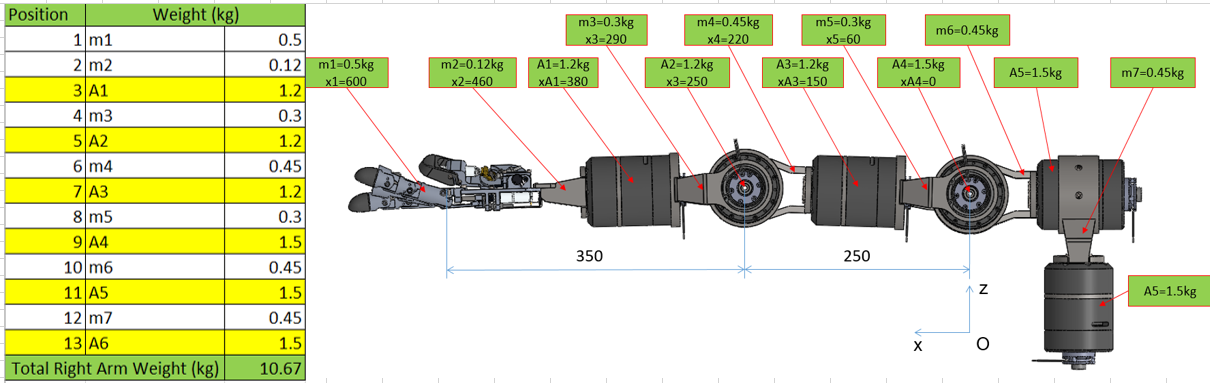 Position Weight (kg)
1 m1 0.5
2 m2 0.12
3 A1 1.2
4 m3 0.3
5 A2 1.2
6 m4 0.45
7 A3 1.2
8 m5 0.3
9 A4 1.5
10 m6 0.45
11 A5 1.5
12 m7 0.45
13 A6 1.5
Total Right Arm Weight (kg) 10.67
m3=0.3kg
x3=290
m4=0.45kg
x4=220
m5=0.3kg
x5=60
m6=0.45kg
m1=0.5kg
x1=600
m2=0.12kg
x2=460
A1=1.2kg
xA1=380
A2=1.2kg
x3=250
A3=1.2kg
xA3=150
A4=1.5kg
xA4=0
A5=1.5kg
m7=0.45kg
350
250
z
A5=1.5kg
x
O